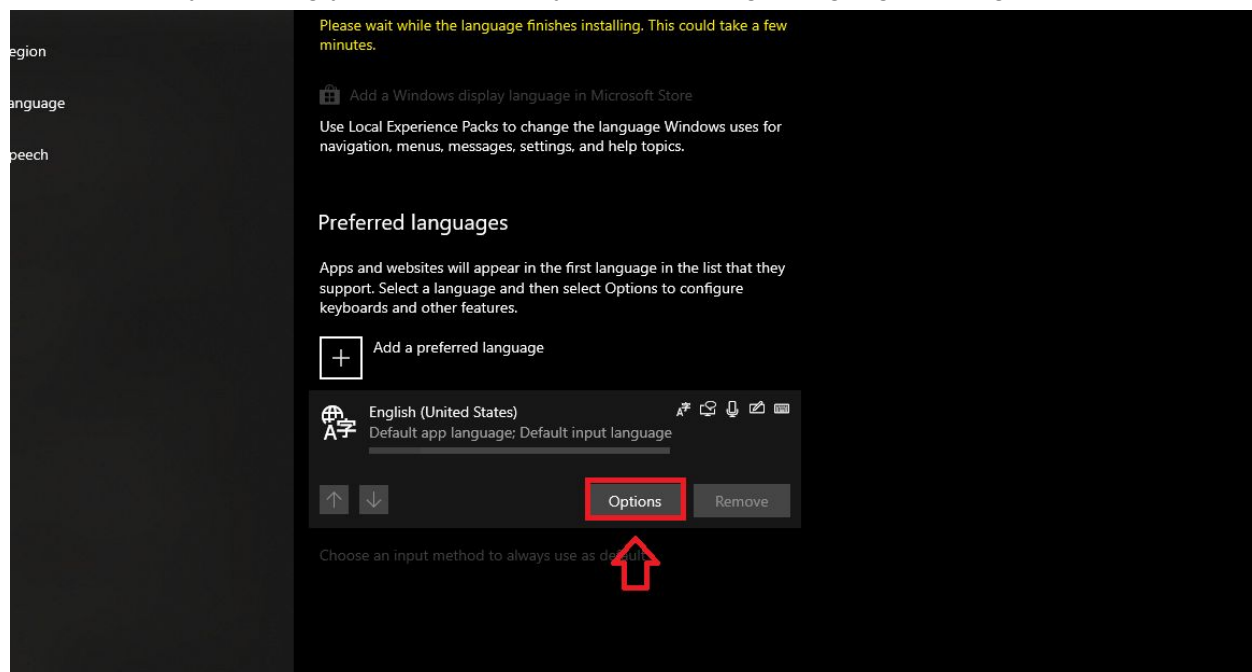 Please wait while the language finishes installing. This could take a few
minutes.
egion
anguage
peech
Add a Windows display language in Microsoft Store
Use Local Experience Packs to change the language Windows uses for
navigation, menus, messages, settings, and help topics.
Preferred languages
Apps and websites will appear in the first language in the list that they
support. Select a language and then select Options to configure
keyboards and other features.
Add a preferred language
English (United States)
Default app language; Default input language
Options Remove
Choose an input method to always use as default